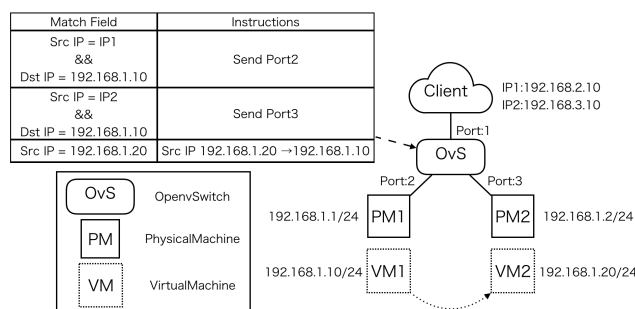 Match Field Instructions
Src IP = IP1
&&
Dst IP = 192.168.1.10
Send Port2
Src IP = IP2
&&
Dst IP = 192.168.1.10
Send Port3
Src IP = 192.168.1.20 Src IP 192.168.1.20 →192.168.1.10
Client
IP1:192.168.2.10
IP2:192.168.3.10
Port:1
OvS
Port:2 Port:3
192.168.1.1/24 PM1 PM2 192.168.1.2/24
192.168.1.10/24 VM1 VM2 192.168.1.20/24
OvS OpenvSwitch
PM PhysicalMachine
VM VirtualMachine